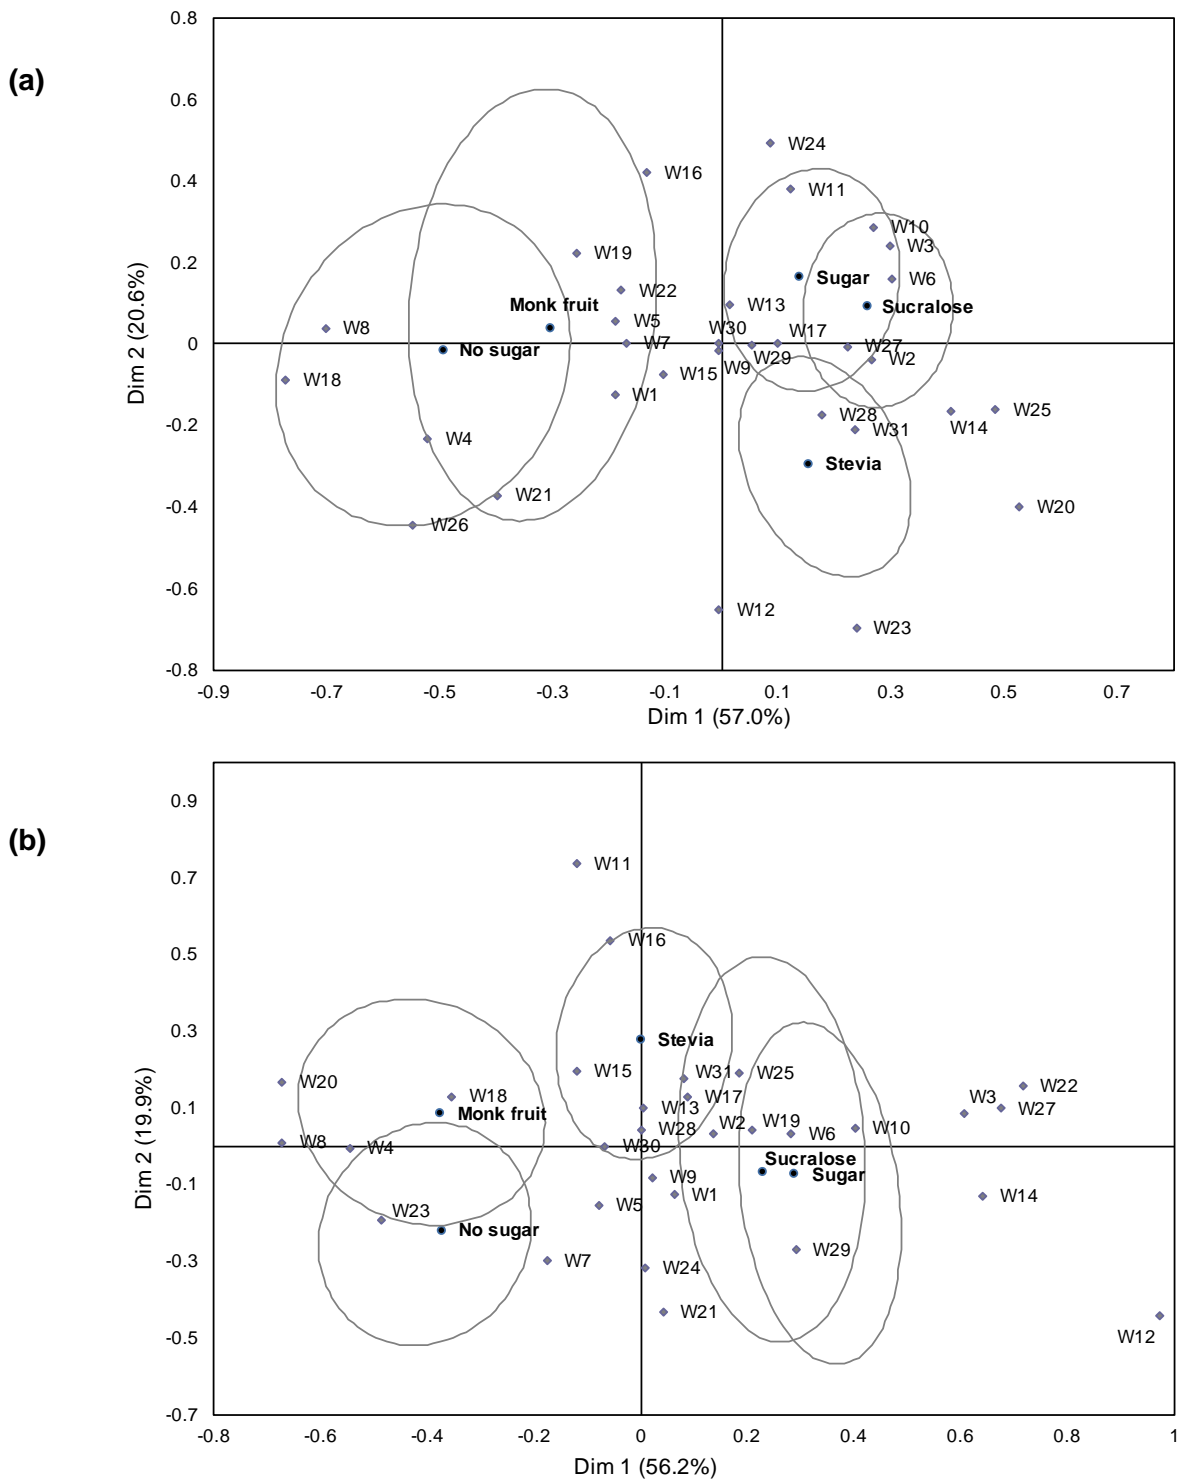 (a)
0.8
0.6
0.4
0.2
0
-0.2
-0.4
-0.6
-0.8
Dim 2 (20.6%)
W24
W16
W11
W10
W3
W19
Sugar
W6
W22
Monk fruit
W13
Sucralose
W8
W5
W30
W17
No sugar
W7
W27
W29
W2
W9
W18
W15
W1
W28
W25
W14
W31
W4
Stevia
W21
W20
W26
W12
W23
-0.9 -0.7 -0.5 -0.3 -0.1 0.1 0.3 0.5 0.7
Dim 1 (57.0%)
(b)
0.9
0.7
0.5
0.3
0.1
-0.1
-0.3
-0.5
-0.7
Dim 2 (19.9%)
W11
W16
Stevia
W15
W31
W25
W20
W22
W18
W17
W3
Monk fruit
W13
W27
W28
W2
W19
W6
W10
W8
W4
W30
Sucralose
Sugar
W9
W1
W14
W5
W23
No sugar
W29
W7
W24
W21
W12
-0.8 -0.6 -0.4 -0.2 0 0.2 0.4 0.6 0.8 1
Dim 1 (56.2%)